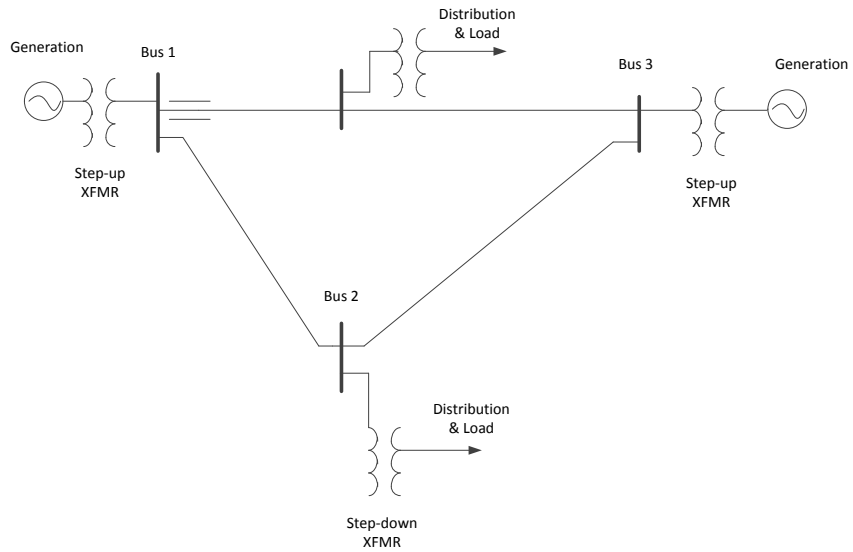 Distribution
& Load
Generation
Bus 1
Bus 3
Generation
Step-up
XFMR
Step-up
XFMR
Bus 2
Distribution
& Load
Step-down
XFMR